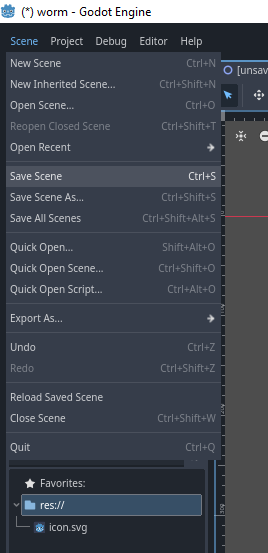 (*) worm - Godot Engine
Scene Project Debug Editor Help
New Scene Ctrl+N
New Inherited Scene... Ctrl+Shift+N
Open Scene... Ctrl+O
Reopen Closed Scene Ctrl+Shift+T
Open Recent
[unsav
Save Scene Ctrl+S
Save Scene As... Ctrl+Shift+S
Save All Scenes Ctrl+Shift+Alt+S
Quick Open... Shift+Alt+O
Quick Open Scene... Ctrl+Shift+O
Quick Open Script... Ctrl+Alt+O
Export As...
Undo Ctrl+Z
Redo Ctrl+Shift+Z
Reload Saved Scene
Close Scene Ctrl+Shift+W
Quit Ctrl+Q
Favorites:
res://
icon.svg